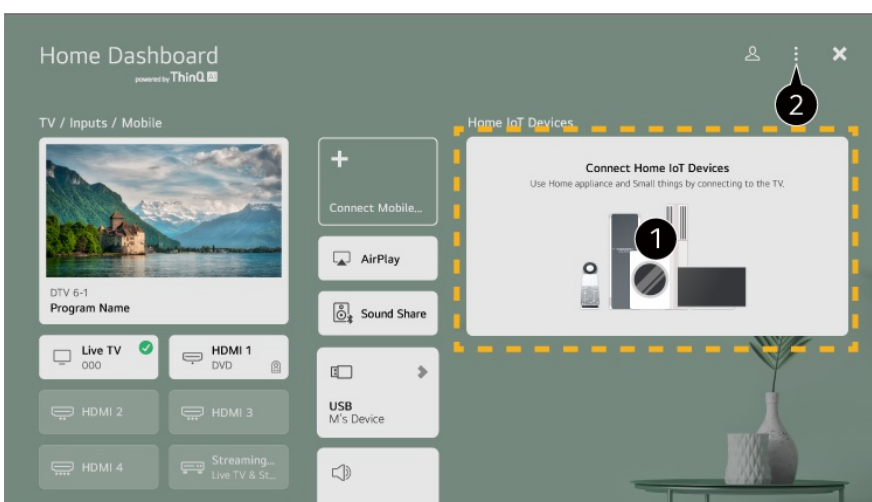 Home Dashboard
powered by ThinQ AI
2
TV / Inputs / Mobile
Home IoT Devices
DTV 6-1
Program Name
Live TV
000
HDMI 1
DVD
HDMI 2
HDMI 3
HDMI 4
Streaming...
Live TV & St...
+
Connect Mobile...
AirPlay
Sound Share
USB
M's Device
Connect Home IoT Devices
Use Home appliance and Small things by connecting to the TV.
1